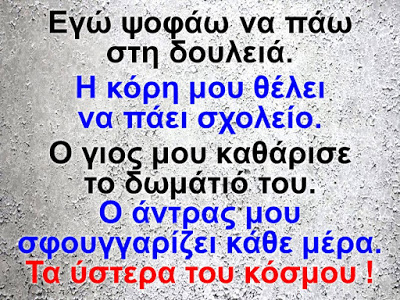 Εγώ ψοφάω να πάω
στη δουλειά.
Η κόρη μου θέλει
να πάει σχολείο.
Ο γιος μου καθάρισε
το δωμάτιό του.
Ο άντρας μου
σφουγγαρίζει κάθε μέρα.
Τα ύστερα του κόσμου !